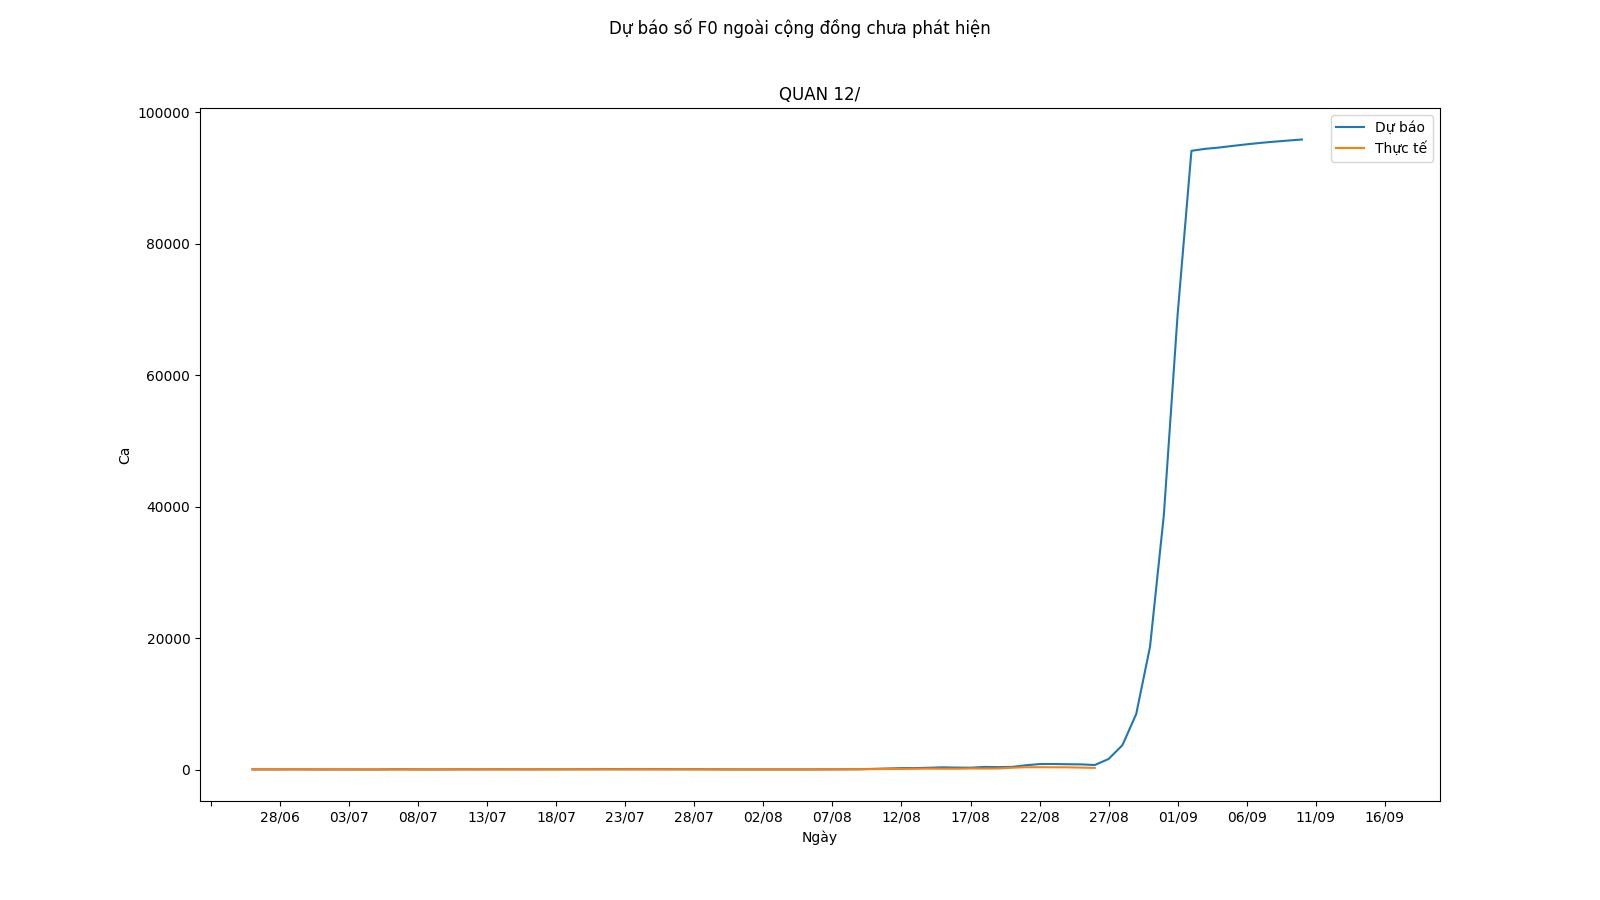 Dự báo số F0 ngoài cộng đồng chưa phát hiện
QUAN 12/
100000
80000
60000
40000
20000
0
Ca
Dự báo
Thực tế
28/06 03/07 08/07 13/07 18/07 23/07 28/07 02/08 07/08 12/08 17/08 22/08 27/08 01/09 06/09 11/09 16/09
Ngày